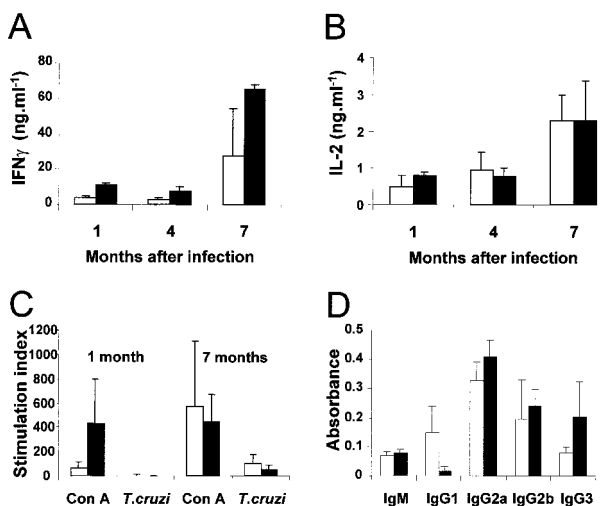 A
IFNγ (ng.ml-1)
80
60
40
20
0
1 4 7
Months after infection
B
IL-2 (ng.ml-1)
4
3
2
1
0
1 4 7
Months after infection
C
Stimulation index
1200
1000
800
600
400
200
0
1 month 7 months
Con A T.cruzi Con A T.cruzi
D
Absorbance
0.5
0.4
0.3
0.2
0.1
0
IgM IgG1 IgG2a IgG2b IgG3